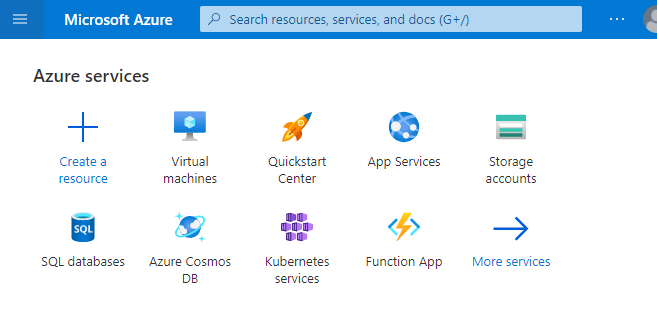 Microsoft Azure
Search resources, services, and docs (G+/)
...
Azure services
Create a
resource
Virtual
machines
Quickstart
Center
App Services
Storage
accounts
SQL
SQL databases
Azure Cosmos
DB
Kubernetes
services
Function App
More services